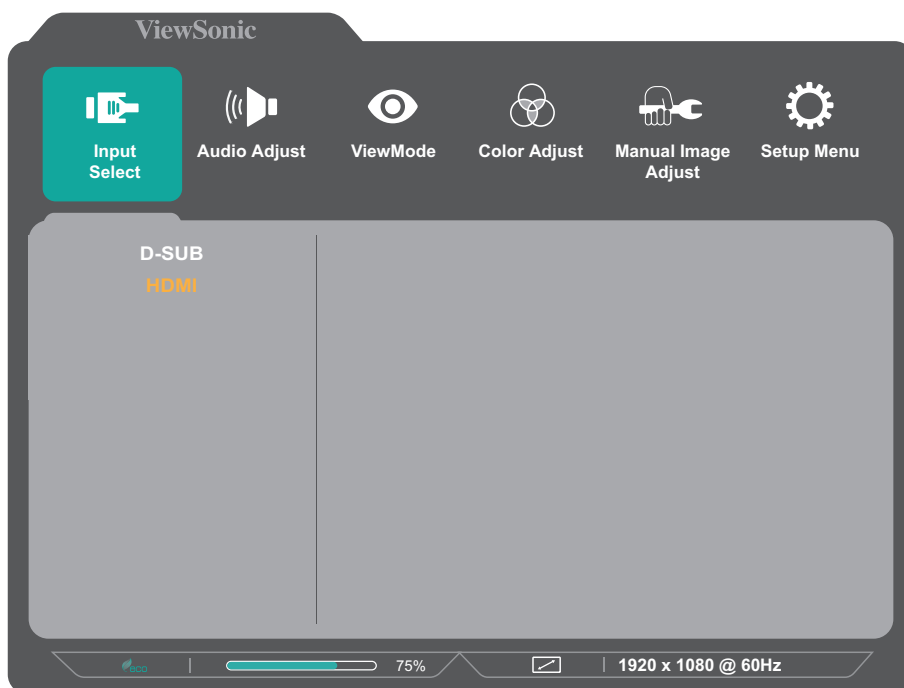 ViewSonic
Input
Select
Audio Adjust
ViewMode
Color Adjust
Manual Image
Adjust
Setup Menu
D-SUB
HDMI
eco
75%
1920 x 1080 @ 60Hz